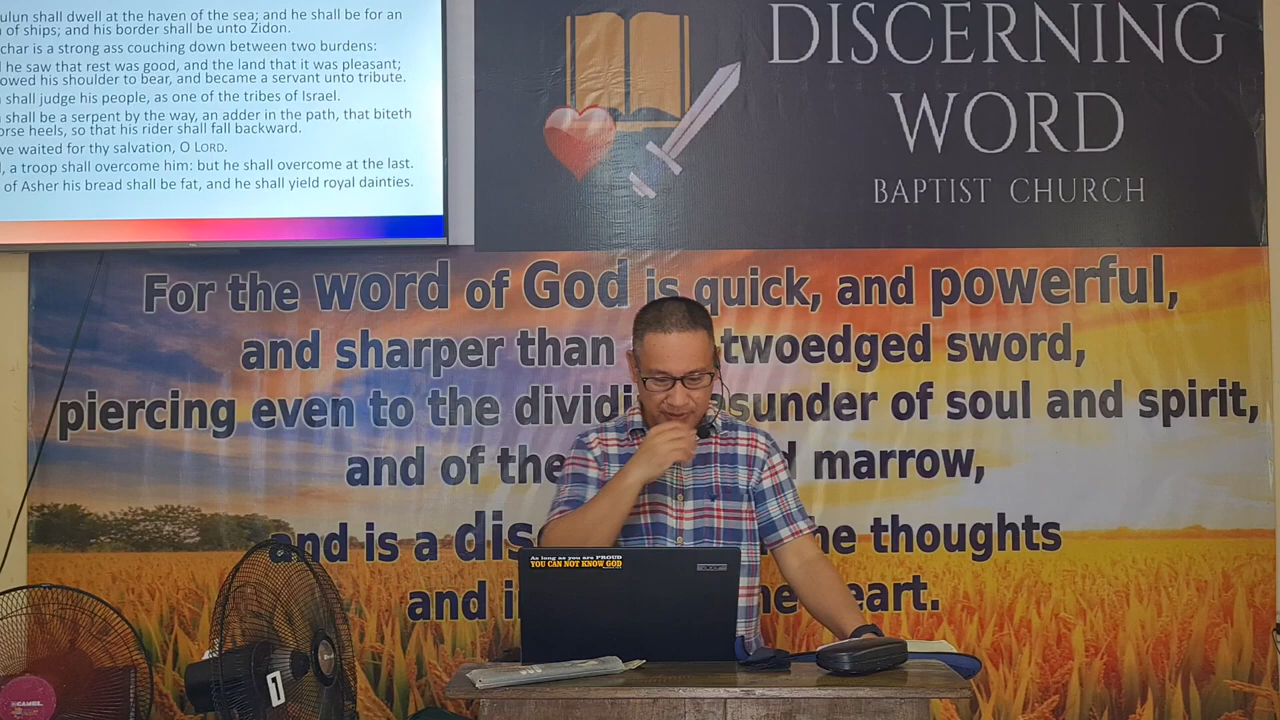 ulun shall dwell at the haven of the sea; and he shall be for an
of ships; and his border shall be unto Zidon.
char is a strong ass couching down between two burdens:
he saw that rest was good, and the land that it was pleasant;
owed his shoulder to bear, and became a servant unto tribute.
shall judge his people, as one of the tribes of Israel.
shall be a serpent by the way, an adder in the path, that biteth
orse heels, so that his rider shall fall backward.
ve waited for thy salvation, O LORD.
, a troop shall overcome him: but he shall overcome at the last.
of Asher his bread shall be fat, and he shall yield royal dainties.
DISCERNING
WORD
BAPTIST CHURCH
For the word of God is quick, and powerful,
and sharper than twoedged sword,
piercing even to the dividi asunder of soul and spirit,
and of the marrow,
and is a dis he thoughts
and i he eart.
As long as you are PROUD
YOU CAN NOT KNOW GOD
1
CAMEL